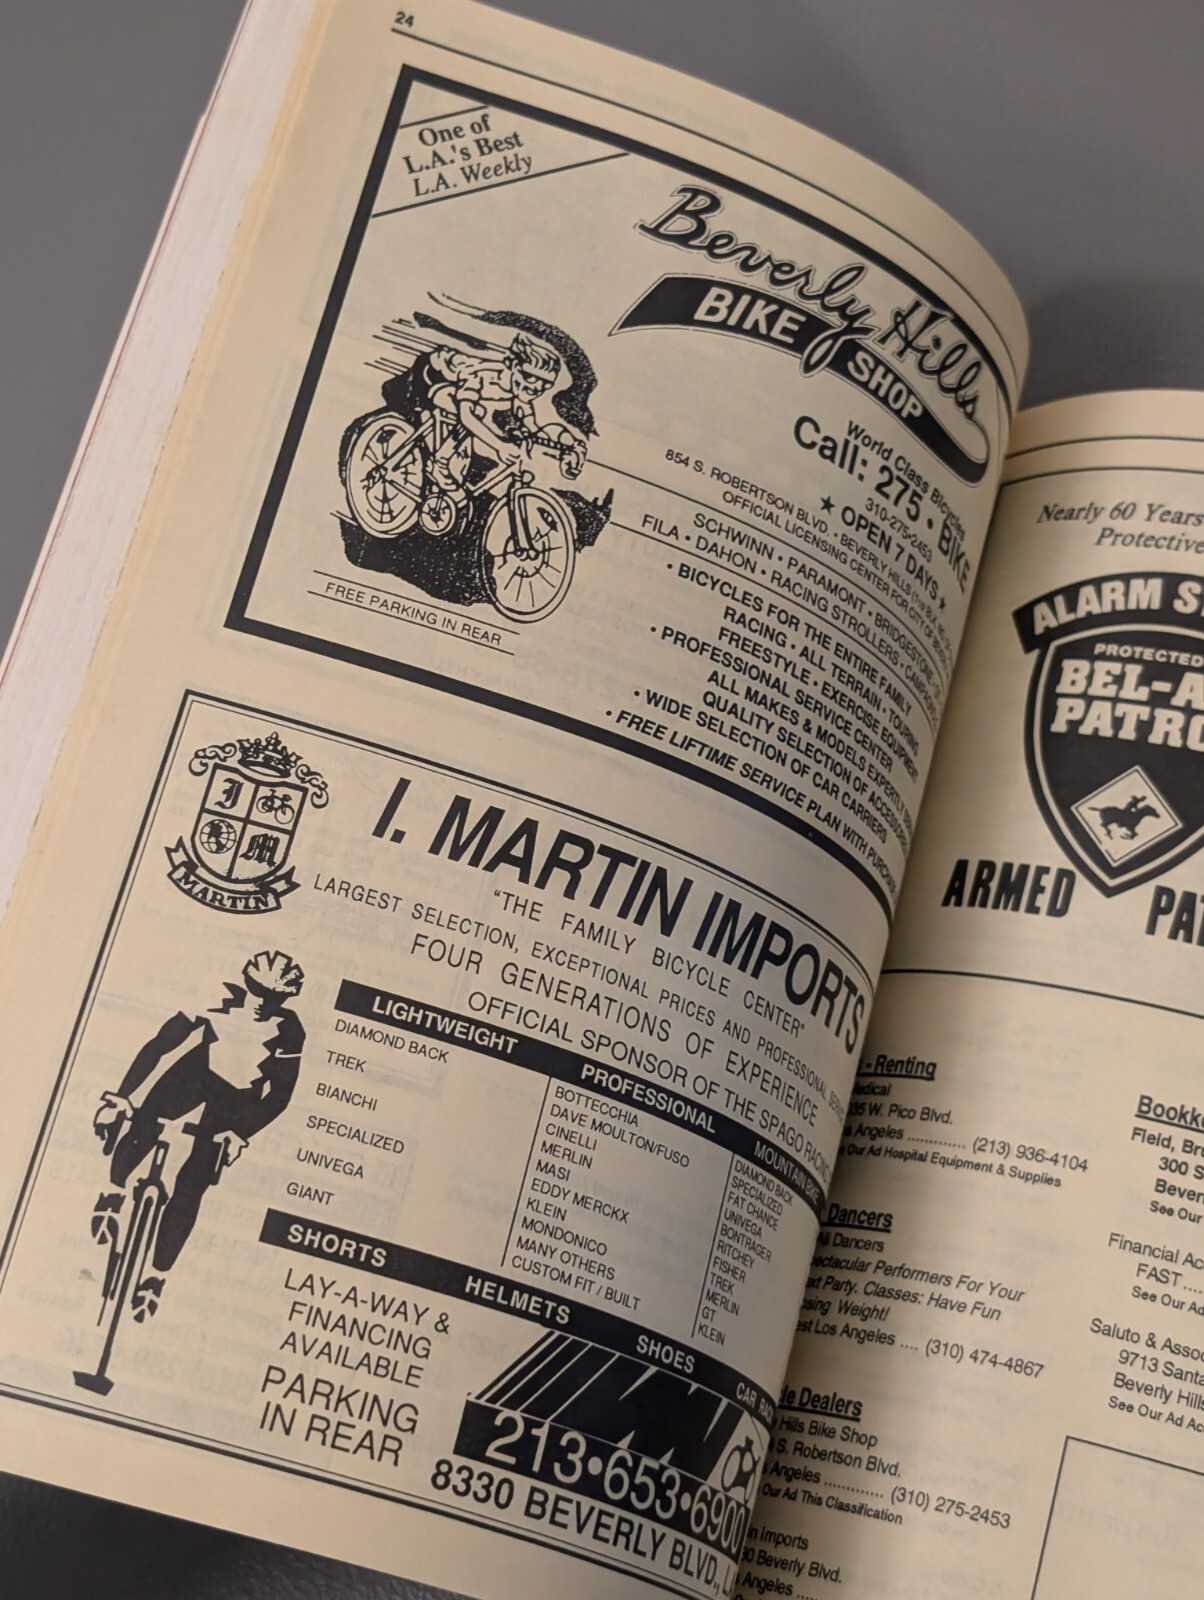 24
One of
L.A.'s Best
L.A. Weekly
Beverly Hills
BIKE SHOP
World Class Bicycles
Call: 275 • BIKE
310-275-2453
★ OPEN 7 DAYS ★
854 S. ROBERTSON BLVD. • BEVERLY HILLS
OFFICIAL LICENSING CENTER FOR CITY OF
SCHWINN • PARAMONT • BRIDGESTONE
FILA • DAHON • RACING STROLLERS •
• BICYCLES FOR THE ENTIRE FAMILY
RACING • ALL TERRAIN • TOURING
FREESTYLE • EXERCISE EQUIPMENT
• PROFESSIONAL SERVICE CENTER
ALL MAKES & MODELS EXPERTLY
QUALITY SELECTION OF ACCESSORIES
• WIDE SELECTION OF CAR CARRIERS
• FREE LIFTIME SERVICE PLAN WITH PURCHASE
FREE PARKING IN REAR
I M
MARTIN
I. MARTIN IMPORTS
"THE FAMILY BICYCLE CENTER"
LARGEST SELECTION, EXCEPTIONAL PRICES AND PROFESSIONAL
FOUR GENERATIONS OF EXPERIENCE
OFFICIAL SPONSOR OF THE SPAGO RACING
LIGHTWEIGHT
DIAMOND BACK
TREK
BIANCHI
SPECIALIZED
UNIVEGA
GIANT
PROFESSIONAL
BOTTECCHIA
DAVE MOULTON/FUSO
CINELLI
MERLIN
MASI
EDDY MERCKX
KLEIN
MONDONICO
MANY OTHERS
CUSTOM FIT / BUILT
MOUNTAIN BIKE
DIAMOND BACK
SPECIALIZED
FAT CHANCE
UNIVEGA
BONTRAGER
RITCHEY
FISHER
TREK
MERLIN
GT
KLEIN
SHORTS HELMETS SHOES CAR
LAY-A-WAY &
FINANCING
AVAILABLE
PARKING
IN REAR
213•653•6900
8330 BEVERLY BLVD.,
Nearly 60 Years
Protective
ALARM
PROTECTED
BEL-A
PATR
ARMED
- Renting
W. Pico Blvd.
Angeles ............. (213) 936-4104
Our Ad Hospital Equipment & Supplies
Dancers
Dancers
Performers For Your
Party, Classes: Have Fun
Weight!
Los Angeles .... (310) 474-4867
Dealers
Hills Bike Shop
S. Robertson Blvd.
Angeles ............. (310) 275-2453
Our Ad This Classification
Imports
Beverly Blvd.
Angeles
Field,
300 S
See Our
Financial
FAST ....
See Our Ad
Saluto &
9713 Santa
Beverly Hills
See Our Ad